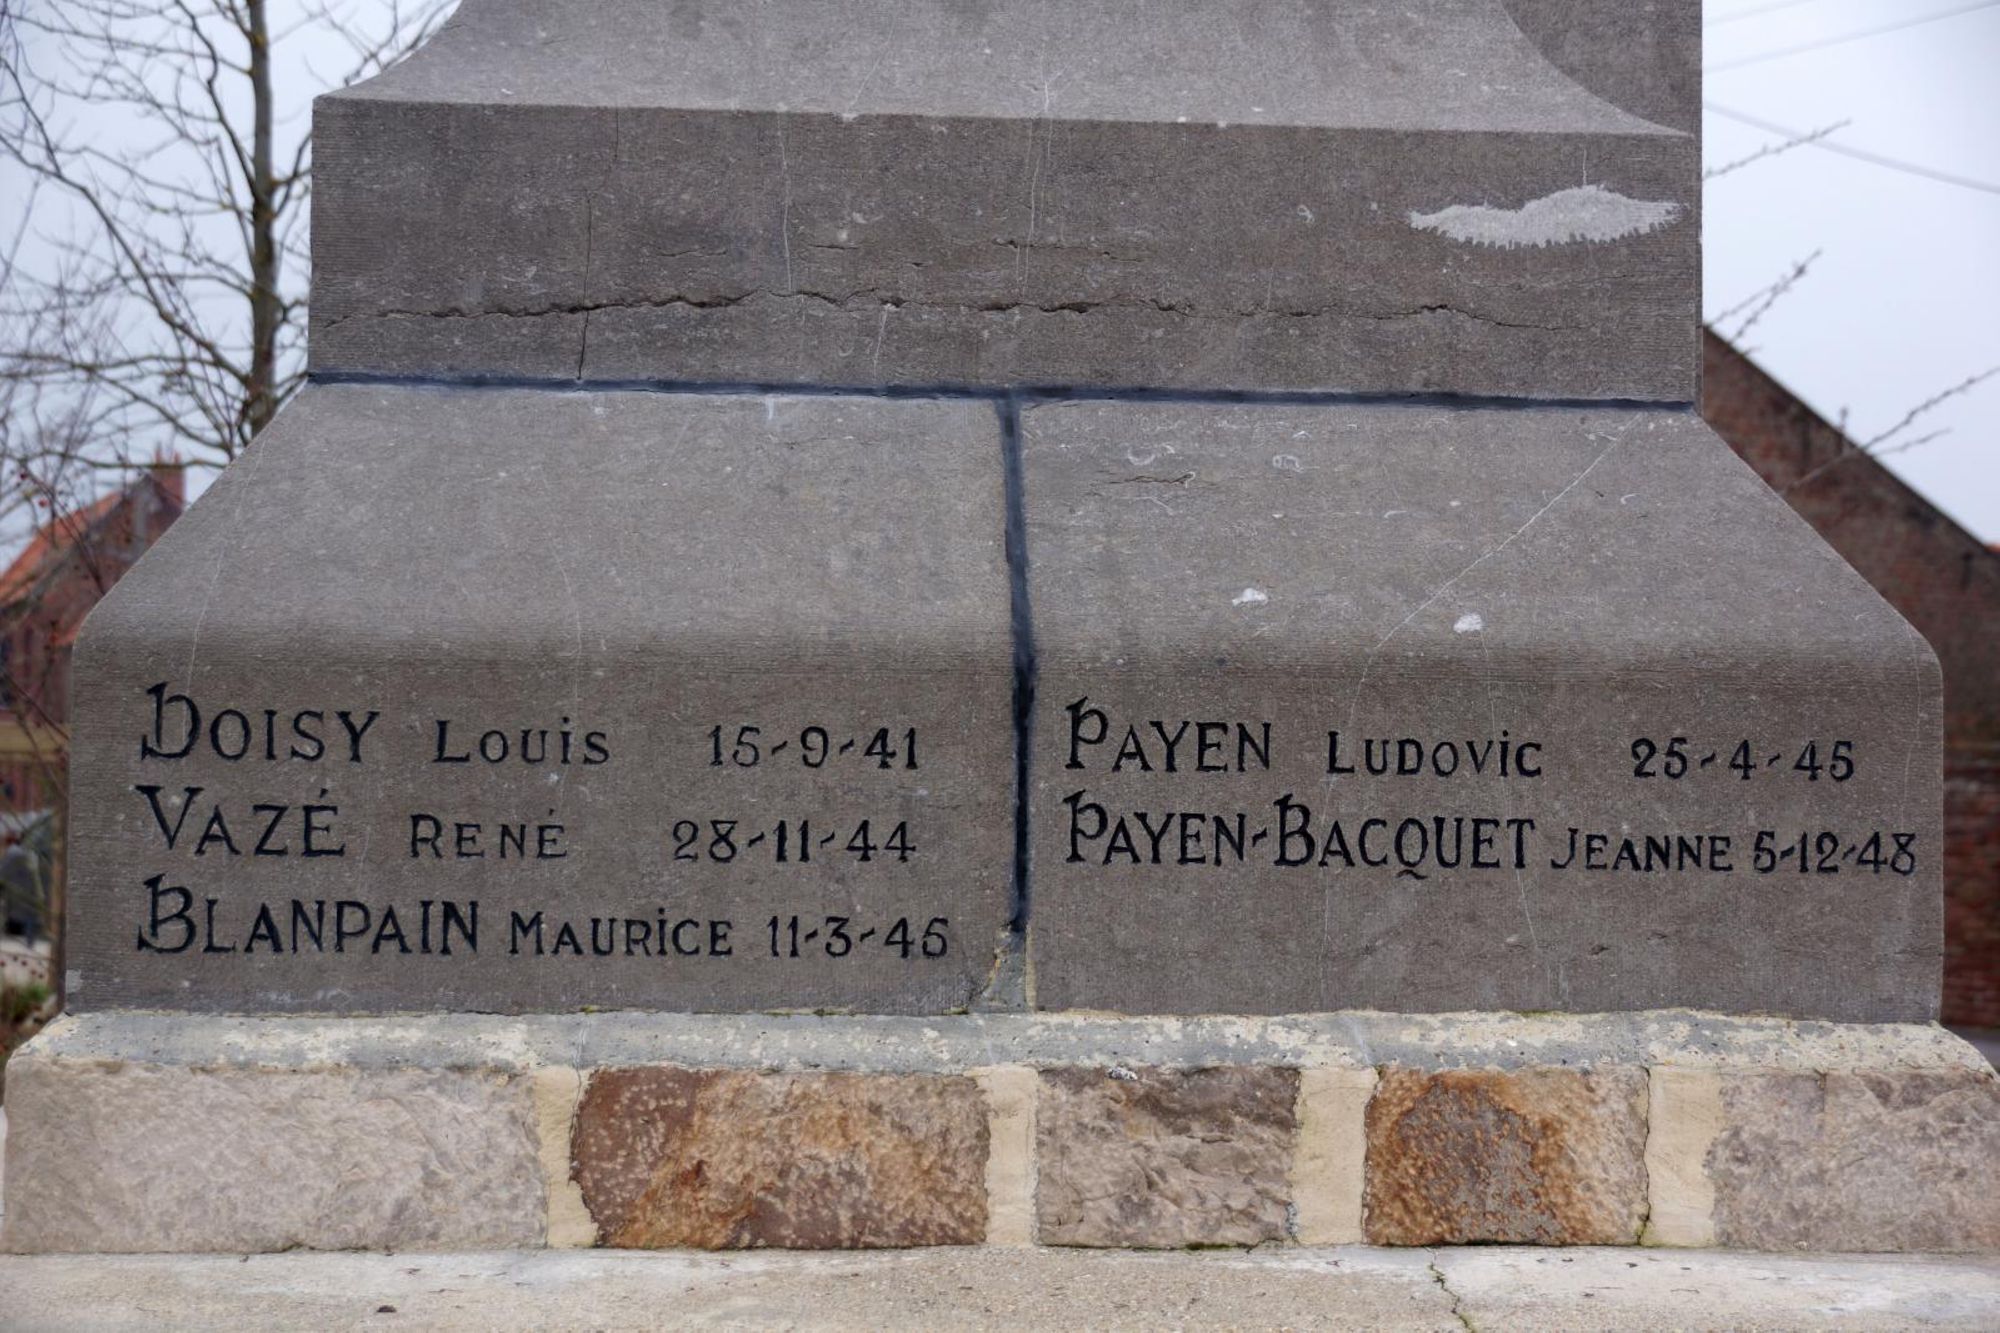 DOISY LOUIS 15-9-41
VAZÉ RENÉ 28-11-44
BLANPAIN MAURICE 11-3-45
PAYEN LUDOVIC 25-4-45
PAYEN-BACQUET JEANNE 5-12-48